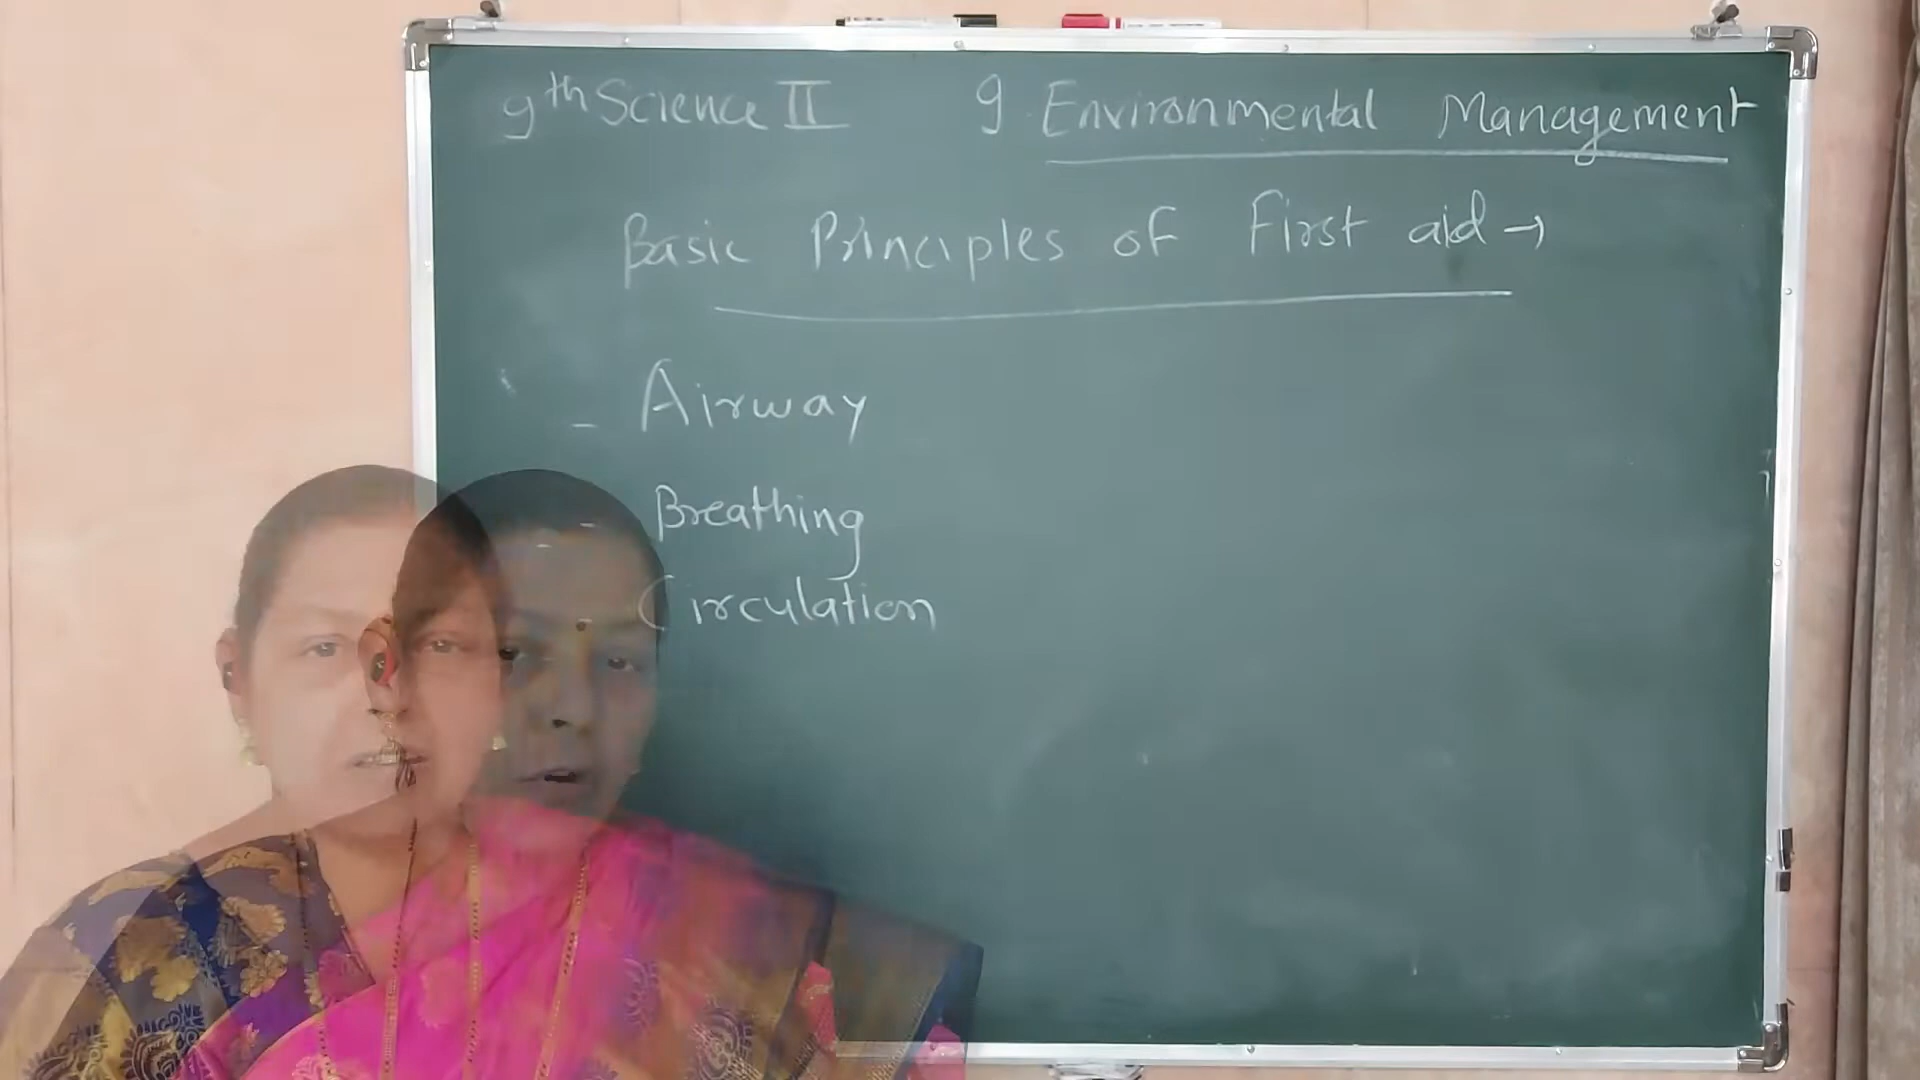 9th Science II 9 Environmental Management
Basic Principles of First aid →
- Airway
- Breathing
Circulation